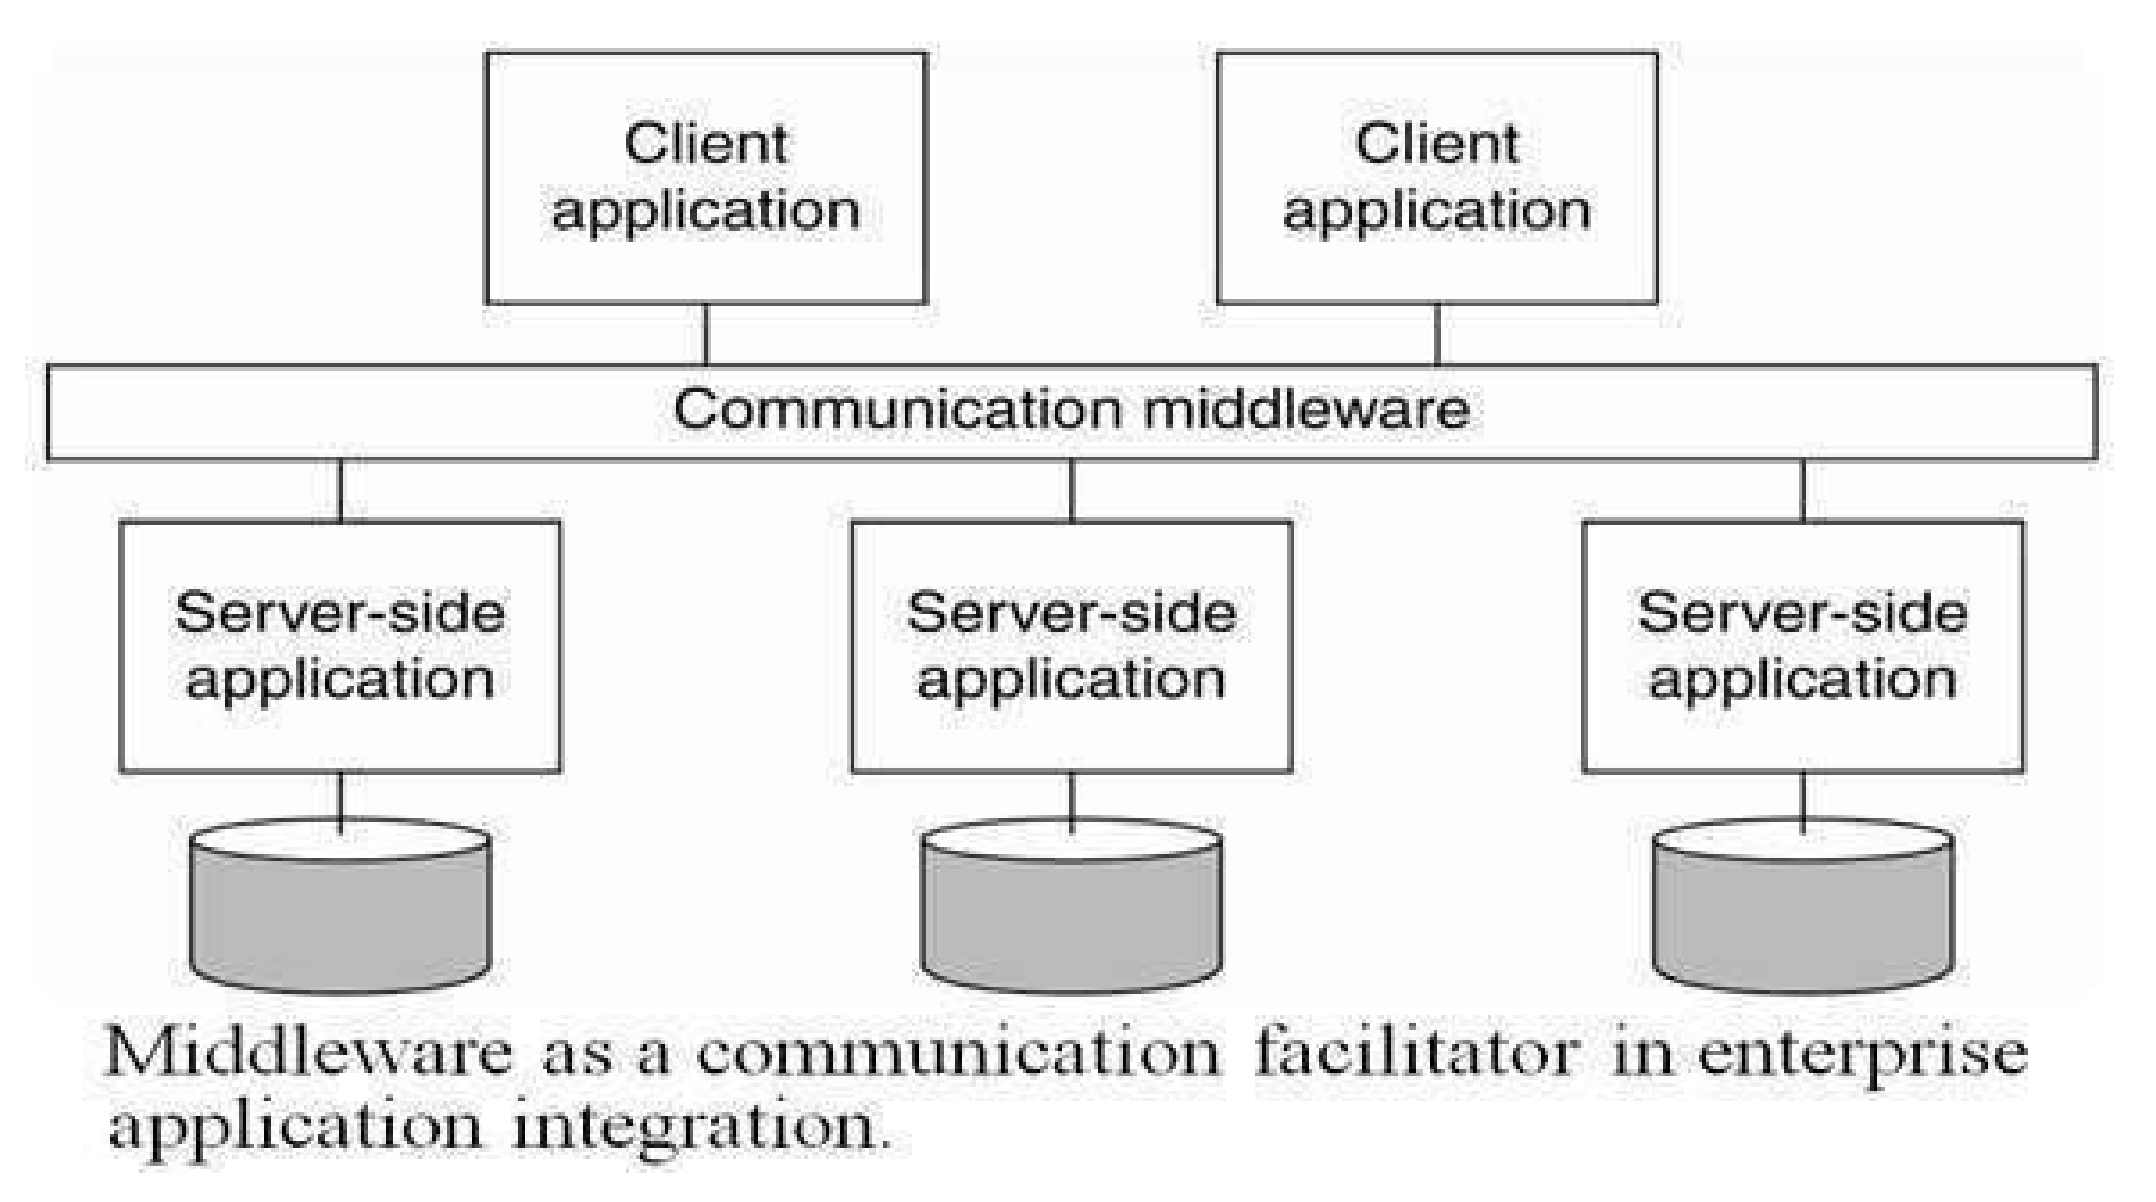 Client
application
Client
application
Communication middleware
Server-side
application
Server-side
application
Server-side
application
Middleware as a communication facilitator in enterprise
application integration.